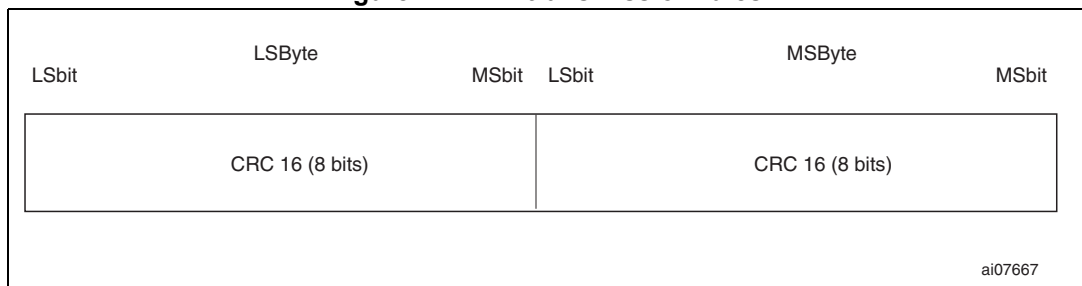 LSByte MSByte
LSbit MSbit LSbit MSbit
CRC 16 (8 bits) CRC 16 (8 bits)
ai07667